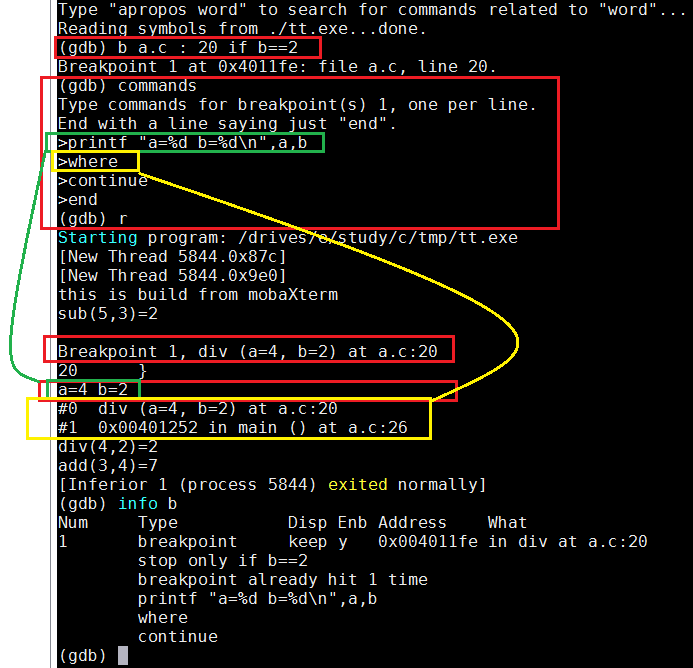 Type "apropos word" to search for commands related to "word"...
Reading symbols from ./tt.exe...done.
(gdb) b a.c : 20 if b==2
Breakpoint 1 at 0x4011fe: file a.c, line 20.
(gdb) commands
Type commands for breakpoint(s) 1, one per line.
End with a line saying just "end".
>printf "a=%d b=%d\n",a,b
>where
>continue
>end
(gdb) r
Starting program: /drives/e/study/c/tmp/tt.exe
[New Thread 5844.0x87c]
[New Thread 5844.0x9e0]
this is build from mobaXterm
sub(5,3)=2
Breakpoint 1, div (a=4, b=2) at a.c:20
20      }
a=4 b=2
#0  div (a=4, b=2) at a.c:20
#1  0x00401252 in main () at a.c:26
div(4,2)=2
add(3,4)=7
[Inferior 1 (process 5844) exited normally]
(gdb) info b
Num     Type           Disp Enb Address    What
1       breakpoint     keep y   0x004011fe in div at a.c:20
        stop only if b==2
        breakpoint already hit 1 time
        printf "a=%d b=%d\n",a,b
        where
        continue
(gdb)